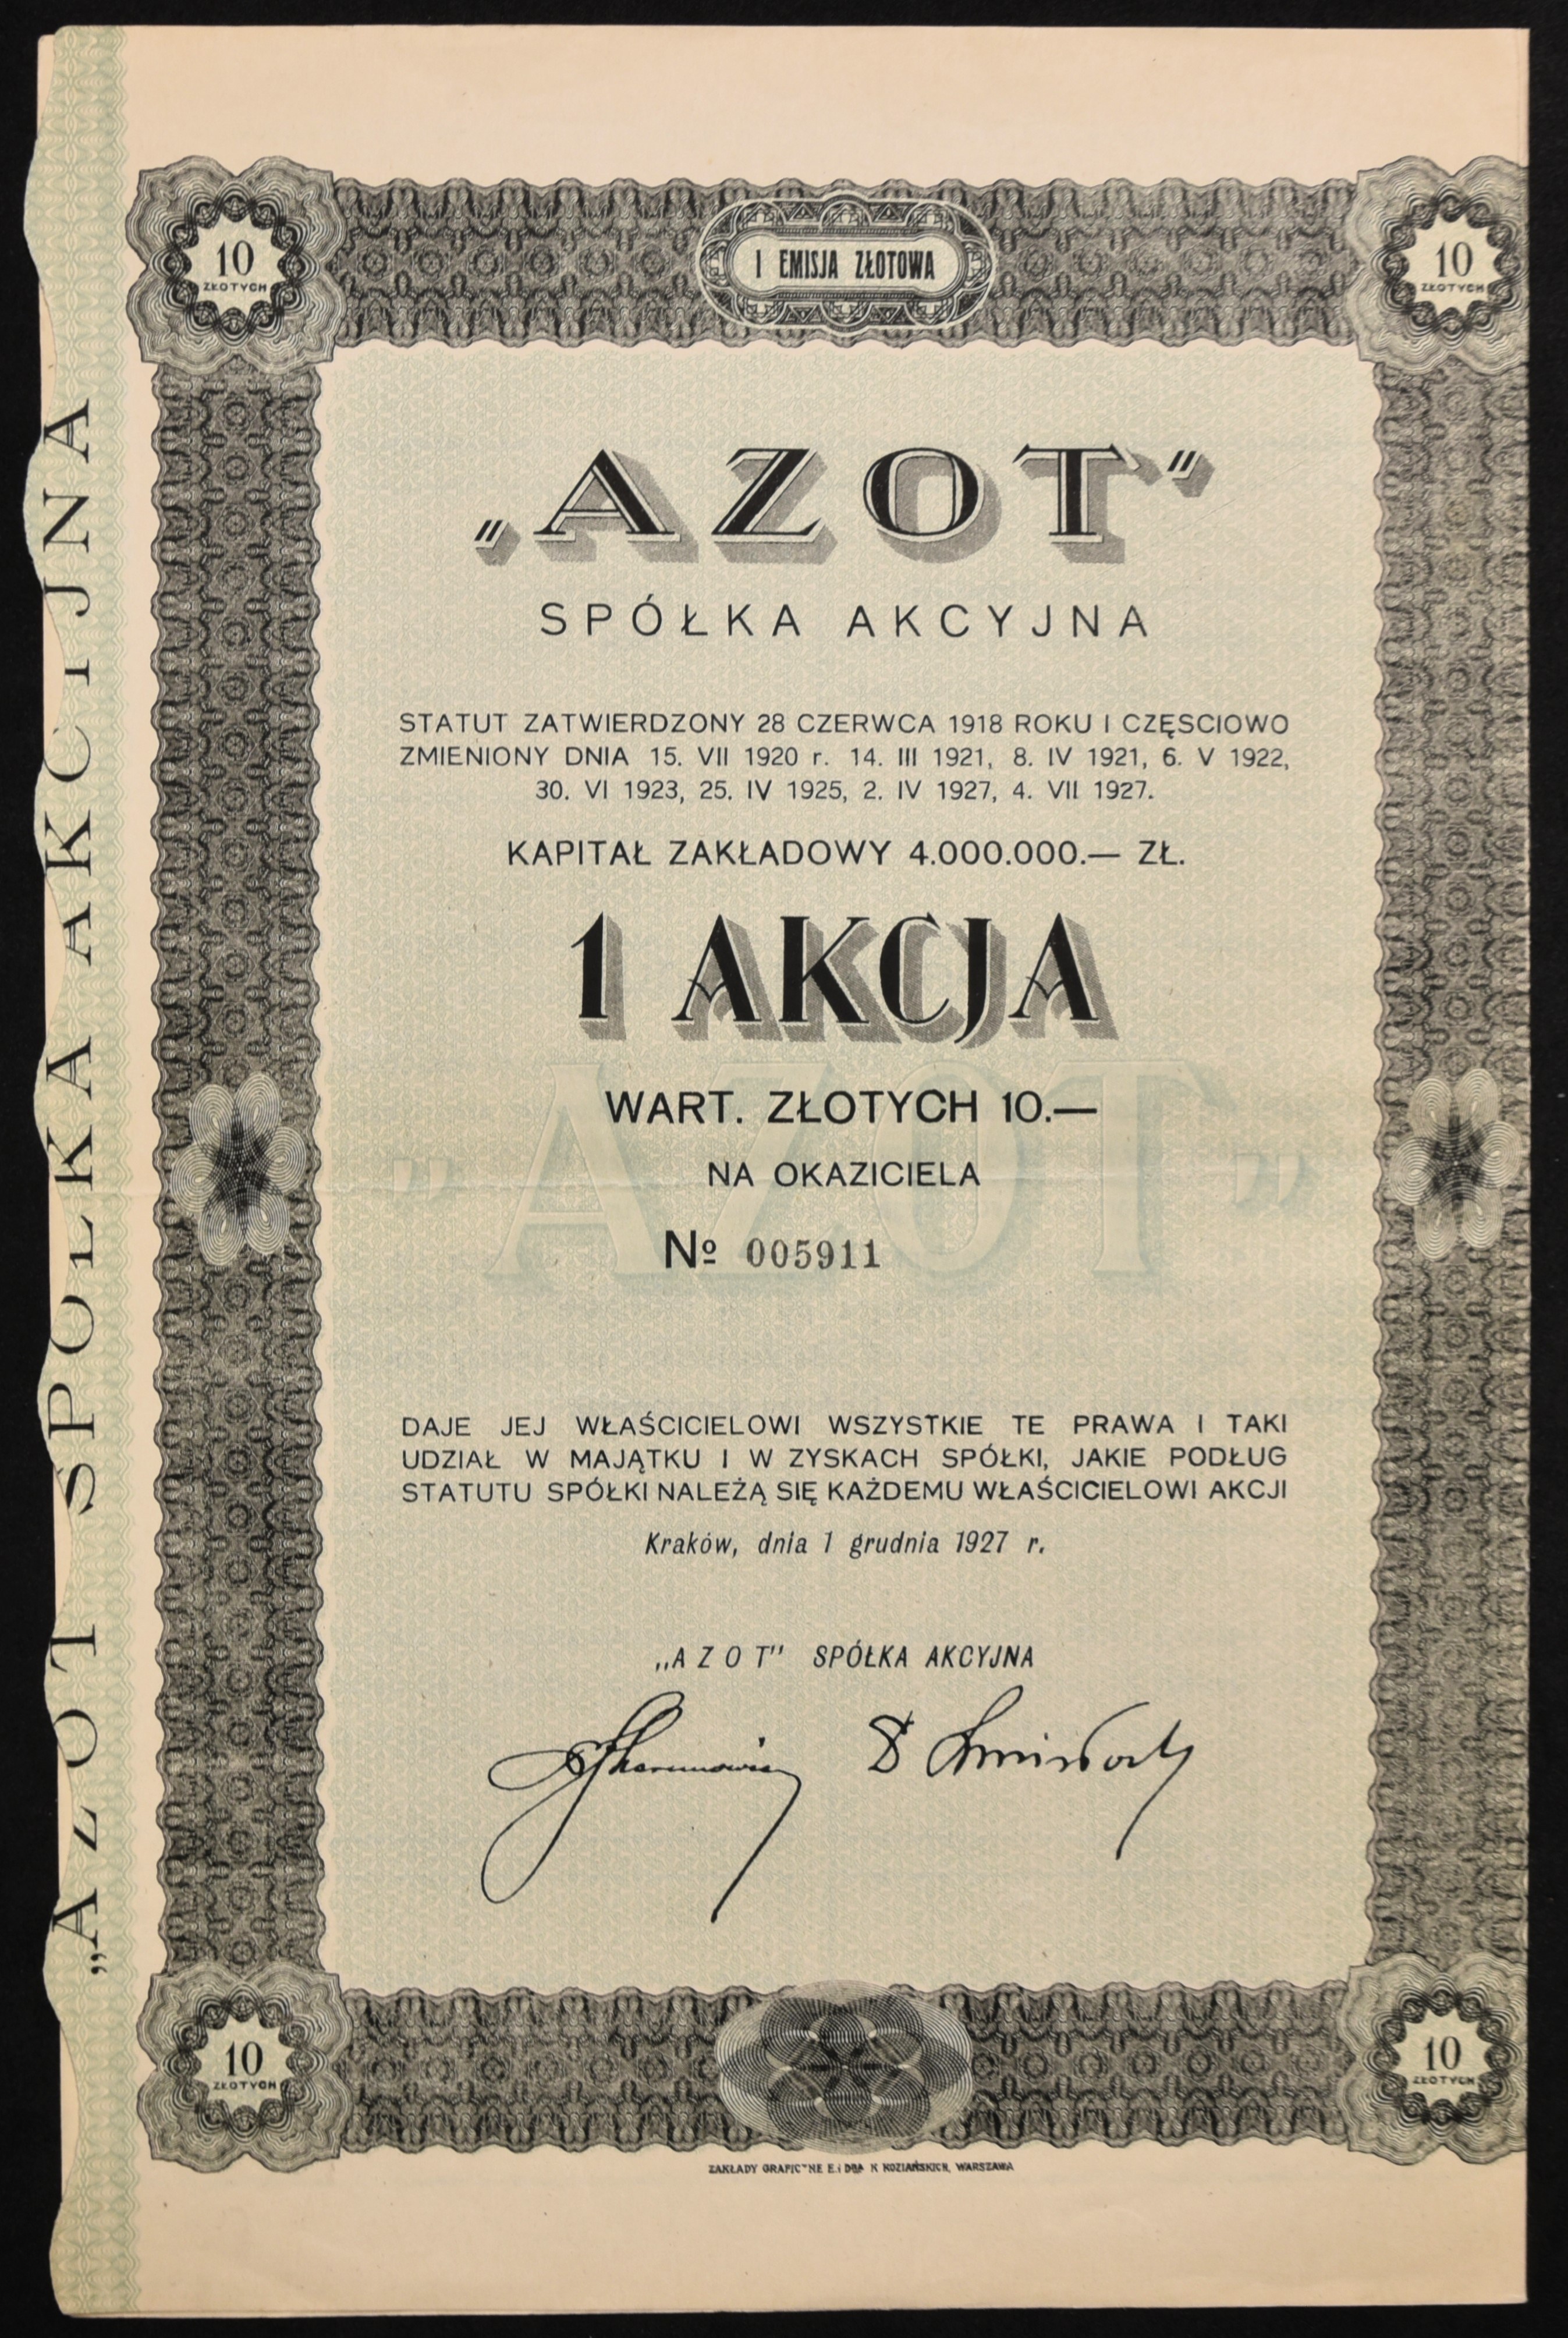 10 ZŁOTYCH
I EMISJA ZŁOTOWA
10 ZŁOTYCH
„AZOT"
SPÓŁKA AKCYJNA
STATUT ZATWIERDZONY 28 CZERWCA 1918 ROKU I CZĘSCIOWO
ZMIENIONY DNIA 15. VII 1920 r. 14. III 1921, 8. IV 1921, 6. V 1922,
30. VI 1923, 25. IV 1925, 2. IV 1927, 4. VII 1927.
KAPITAŁ ZAKŁADOWY 4.000.000.— ZŁ.
1 AKCJA
WART. ZŁOTYCH 10.—
NA OKAZICIELA
№ 005911
„AZOT"
DAJE JEJ WŁAŚCICIELOWI WSZYSTKIE TE PRAWA I TAKI
UDZIAŁ W MAJĄTKU I W ZYSKACH SPÓŁKI, JAKIE PODŁUG
STATUTU SPÓŁKI NALEŻĄ SIĘ KAŻDEMU WŁAŚCICIELOWI AKCJI
Kraków, dnia 1 grudnia 1927 r.
„AZOT" SPÓŁKA AKCYJNA
10 ZŁOTYCH
10 ZŁOTYCH
ZAKŁADY GRAFICZNE E. i DRA K KOZIAŃSKICH, WARSZAWA
„AZOT SPÓŁKA AKCYJNA